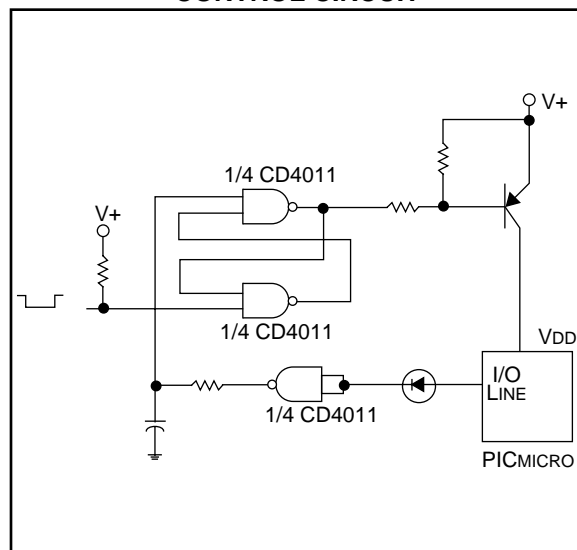 V+
1/4 CD4011
V+
1/4 CD4011
VDD
I/O
LINE
1/4 CD4011
PICMICRO